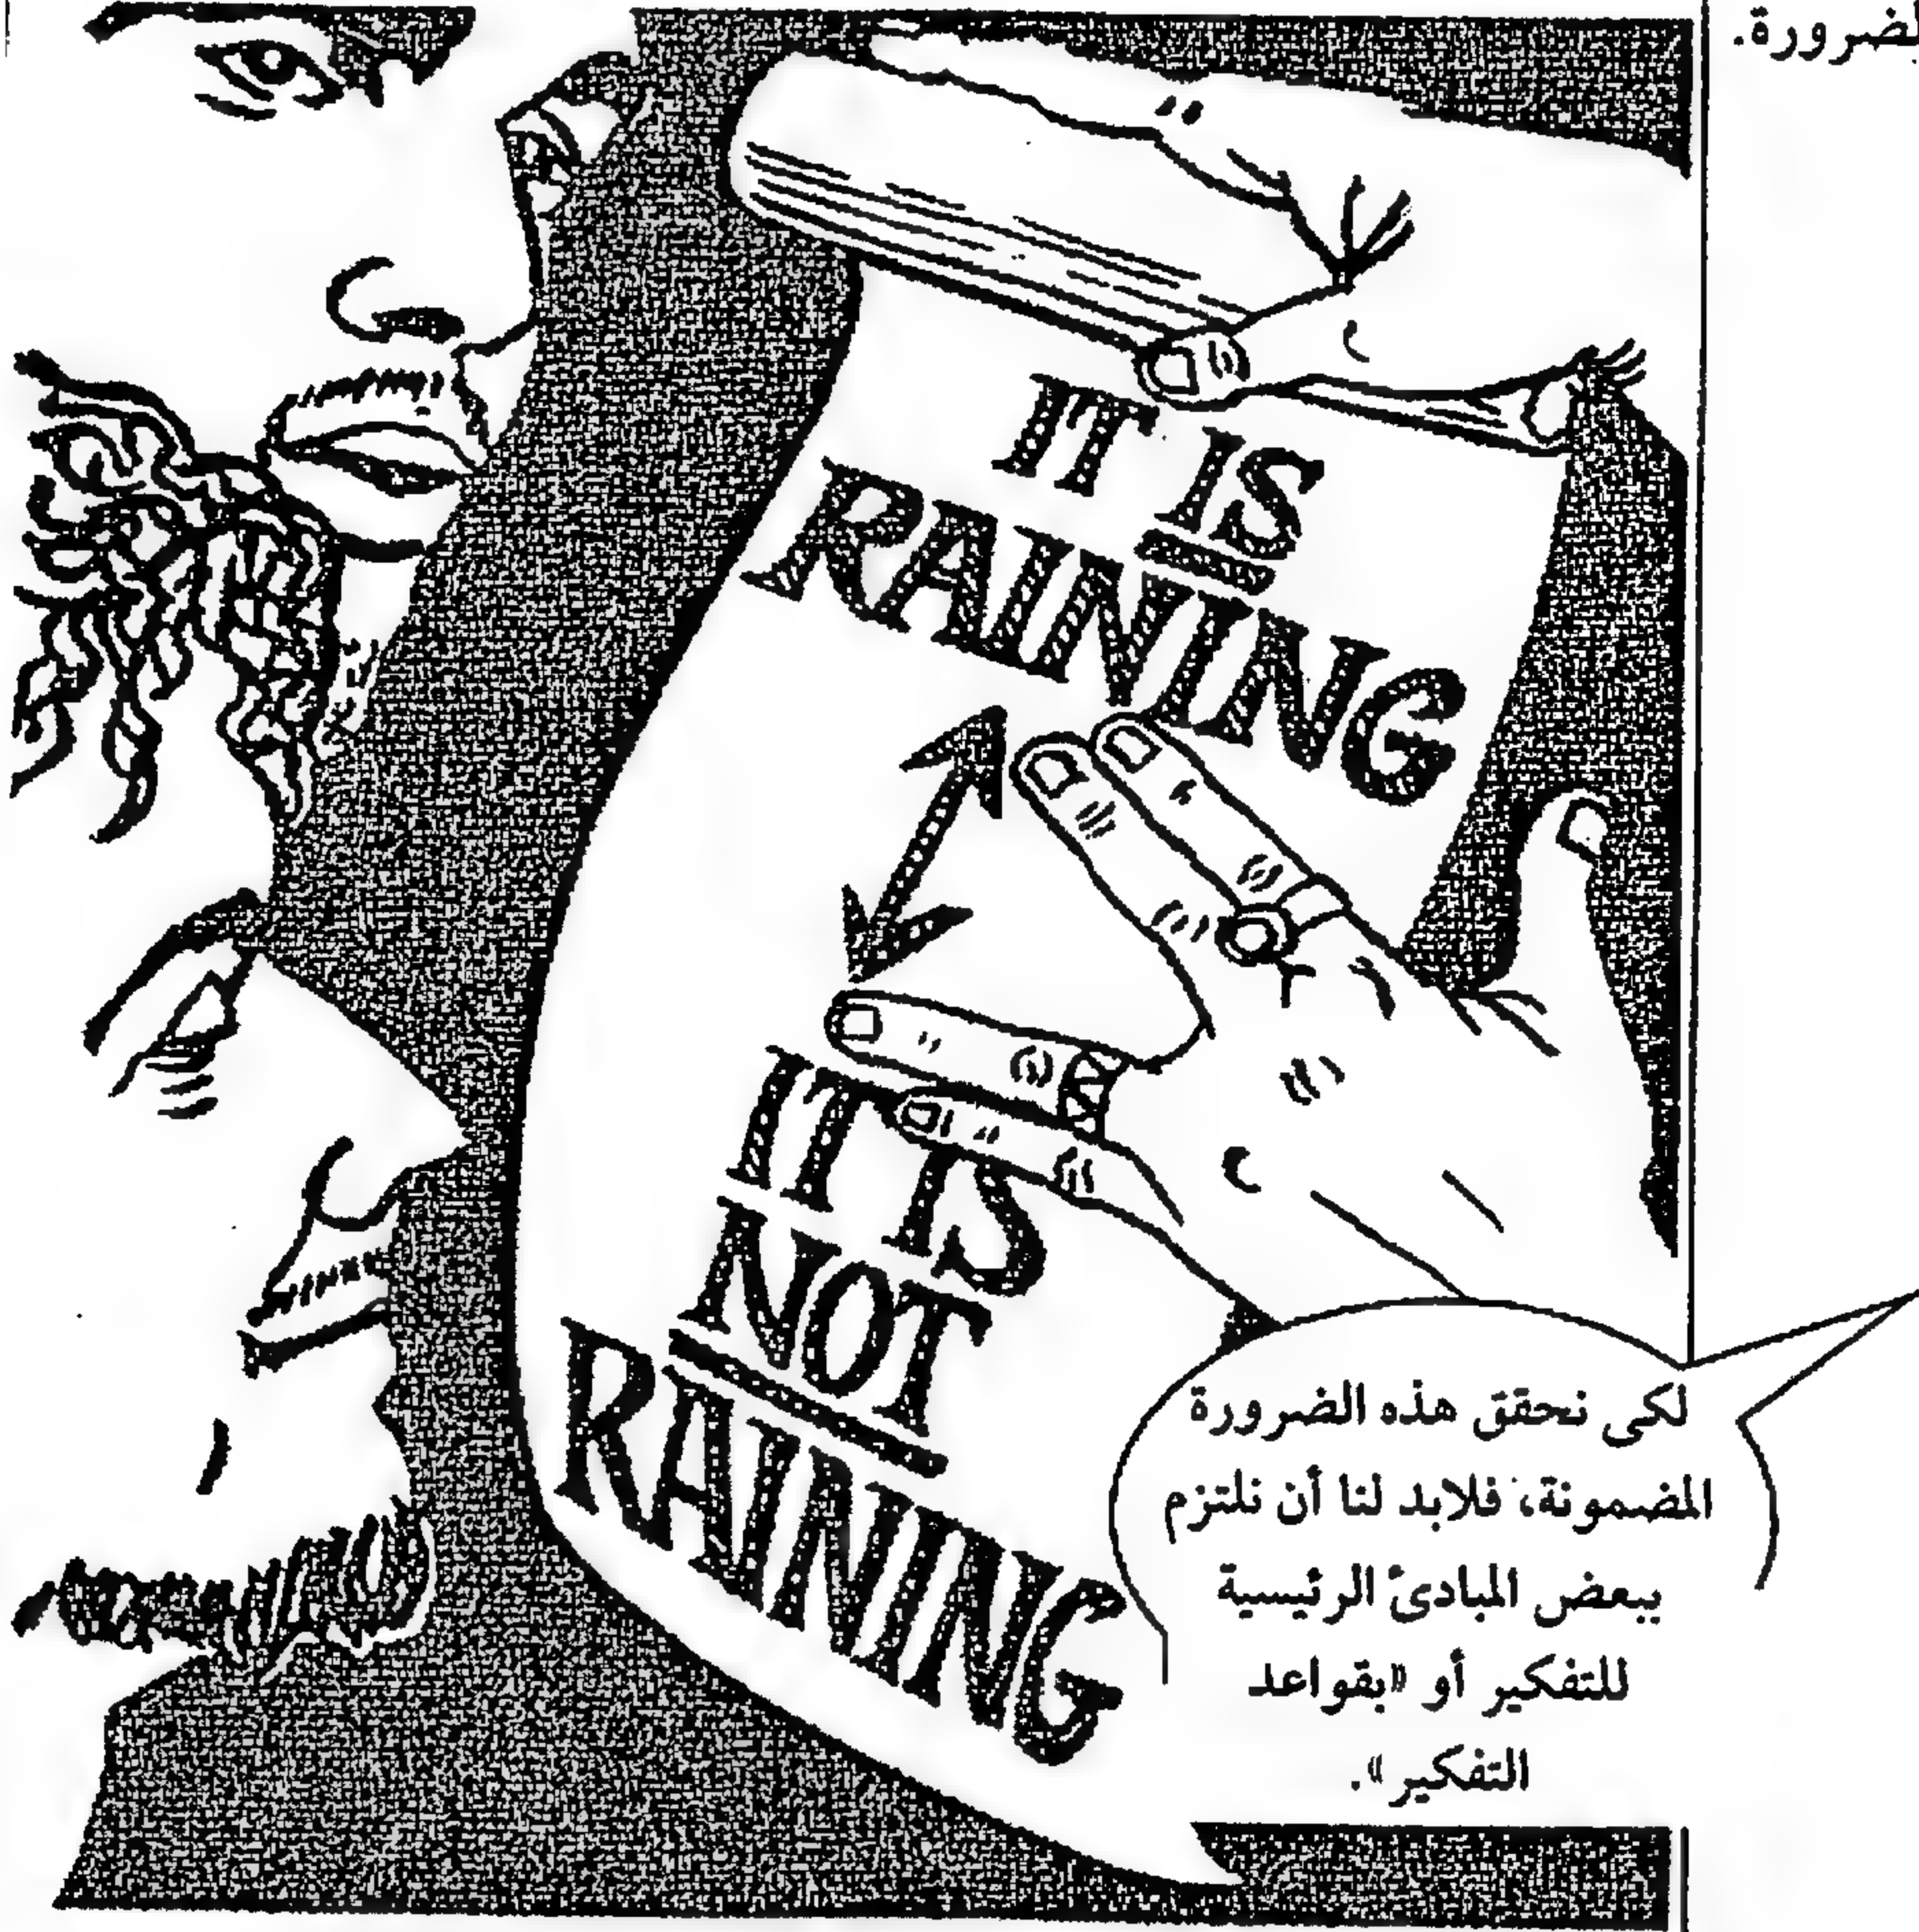 لضرورة.
IT IS
RAINING
IT IS
NOT
RAINING
لكى نحقق هذه الضرورة
المضمونة، فلابد لنا أن نلتزم
ببعض المبادئ الرئيسية
للتفكير أو «بقواعد
التفكير».